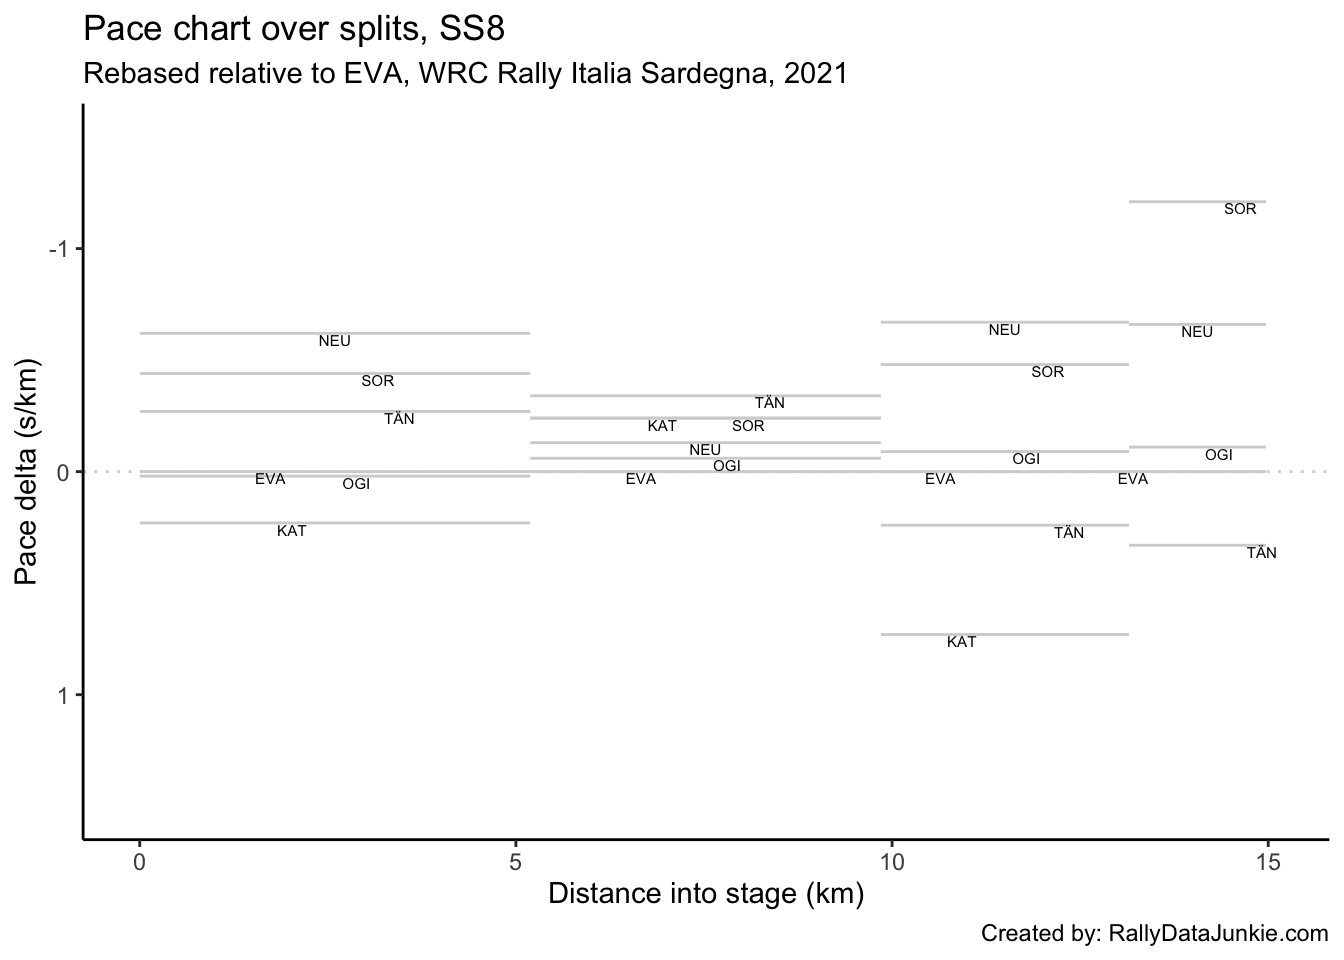 Pace chart over splits, SS8
Rebased relative to EVA, WRC Rally Italia Sardegna, 2021
Pace delta (s/km)
-1
0
1
NEU
SOR
TÄN
EVA
OGI
KAT
TÄN
KAT
SOR
NEU
OGI
EVA
NEU
SOR
OGI
EVA
TÄN
KAT
SOR
NEU
OGI
EVA
TÄN
0 5 10 15
Distance into stage (km)
Created by: RallyDataJunkie.com